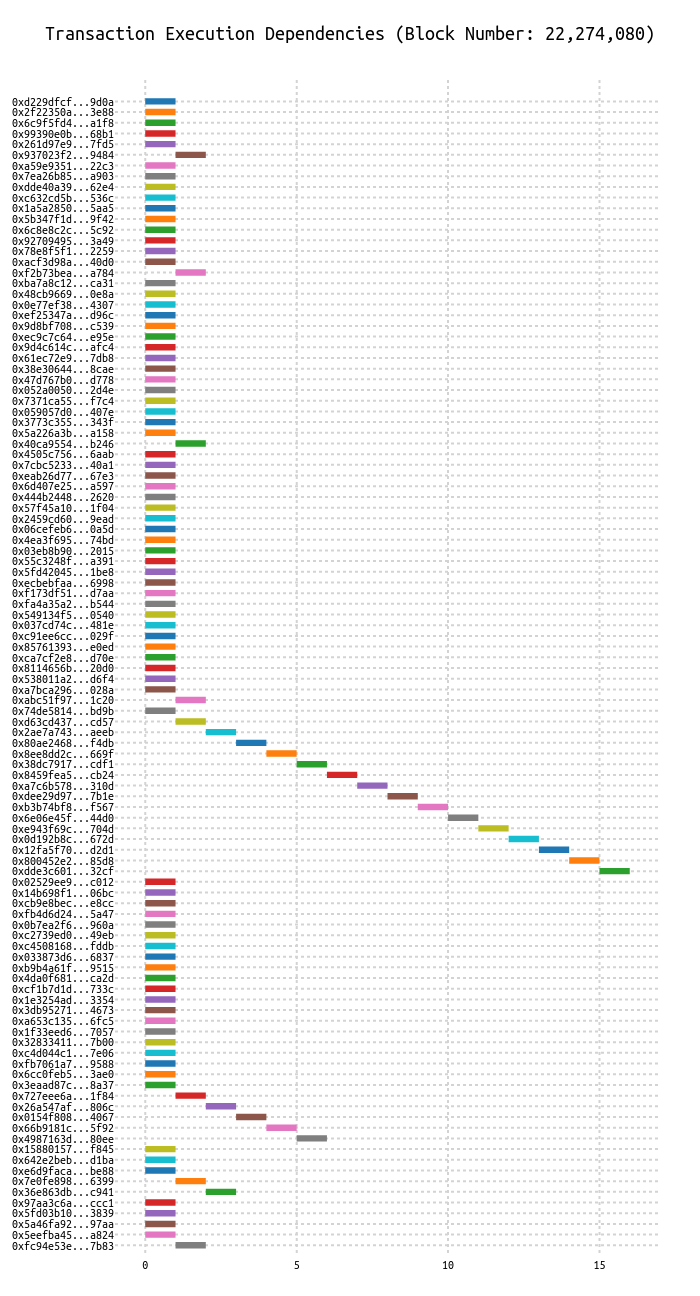 Transaction Execution Dependencies (Block Number: 22,274,080)
0xd229dfcf...9d0a
0x2f22350a...3e88
0x6c9f5fd4...a1f8
0x99390e0b...68b1
0x261d97e9...7fd5
0x937023f2...9484
0xa59e9351...22c3
0x7ea26b85...a903
0xdde40a39...62e4
0xc632cd5b...536c
0x1a5a2850...5aa5
0x5b347f1d...9f42
0x6c8e8c2c...5c92
0x92709495...3a49
0x78e8f5f1...2259
0xacf3d98a...40d0
0xf2b73bea...a784
0xba7a8c12...ca31
0x48cb9669...0e8a
0x0e77ef38...4307
0xef25347a...d96c
0x9d8bf708...c539
0xec9c7c64...e95e
0x9d4c614c...afc4
0x61ec72e9...7db8
0x38e30644...8cae
0x47d767b0...d778
0x052a0050...2d4e
0x7371ca55...f7c4
0x059057d0...407e
0x3773c355...343f
0x5a226a3b...a158
0x40ca9554...b246
0x4505c756...6aab
0x7cbc5233...40a1
0xeab26d77...67e3
0x6d407e25...a597
0x444b2448...2620
0x57f45a10...1f04
0x2459cd60...9ead
0x06cefeb6...0a5d
0x4ea3f695...74bd
0x03eb8b90...2015
0x55c3248f...a391
0x5fd42045...1be8
0xecbebfaa...6998
0xf173df51...d7aa
0xfa4a35a2...b544
0x549134f5...0540
0x037cd74c...481e
0xc91ee6cc...029f
0x85761393...e0ed
0xca7cf2e8...d70e
0x8114656b...20d0
0x538011a2...d6f4
0xa7bca296...028a
0xabc51f97...1c20
0x74de5814...bd9b
0xd63cd437...cd57
0x2ae7a743...aeeb
0x80ae2468...f4db
0x8ee8dd2c...669f
0x38dc7917...cdf1
0x8459fea5...cb24
0xa7c6b578...310d
0xdee29d97...7b1e
0xb3b74bf8...f567
0x6e06e45f...44d0
0xe943f69c...704d
0x0d192b8c...672d
0x12fa5f70...d2d1
0x800452e2...85d8
0xdde3c601...32cf
0x02529ee9...c012
0x14b698f1...06bc
0xcb9e8bec...e8cc
0xfb4d6d24...5a47
0x0b7ea2f6...960a
0xc2739ed0...49eb
0xc4508168...fddb
0x033873d6...6837
0xb9b4a61f...9515
0x4da0f681...ca2d
0xcf1b7d1d...733c
0x1e3254ad...3354
0x3db95271...4673
0xa653c135...6fc5
0x1f33eed6...7057
0x32833411...7b00
0xc4d044c1...7e06
0xfb7061a7...9588
0x6cc0feb5...3ae0
0x3eaad87c...8a37
0x727eee6a...1f84
0x26a547af...806c
0x0154f808...4067
0x66b9181c...5f92
0x4987163d...80ee
0x15880157...f845
0x642e2beb...d1ba
0xe6d9faca...be88
0x7e0fe898...6399
0x36e863db...c941
0x97aa3c6a...ccc1
0x5fd03b10...3839
0x5a46fa92...97aa
0x5eefba45...a824
0xfc94e53e...7b83
0 5 10 15